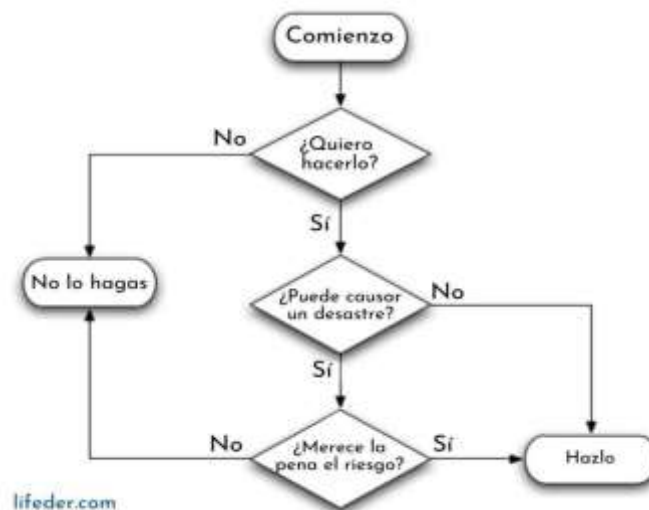 Comienzo
No
¿Quiero
hacerlo?
Sí
No lo hagas
¿Puede causar
un desastre?
No
Sí
No
¿Merece la
pena el riesgo?
Sí
Hazlo
lifeder.com